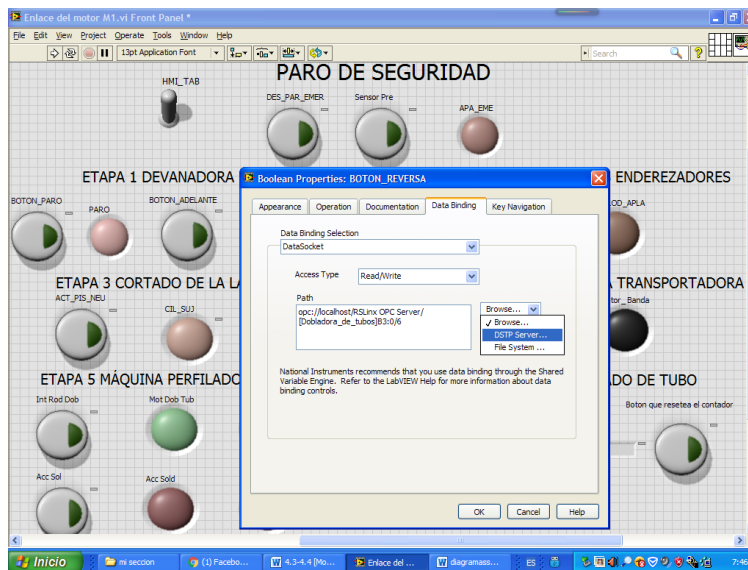 Enlace del motor M1.vi Front Panel *
File Edit View Project Operate Tools Window Help
13pt Application Font
Search
PARO DE SEGURIDAD
HMI_TAB
DES_PAR_EMER
Sensor Pre
APA_EME
ETAPA 1 DEVANADORA
ENDEREZADORES
BOTON_PARO
PARO
BOTON_ADELANTE
OD_APLA
ETAPA 3 CORTADO DE LA LA
TRANSPORTADORA
ACT_PIS_NEU
CIL_SUJ
tor_Banda
ETAPA 5 MÁQUINA PERFILADO
DO DE TUBO
Int Rod Dob
Mot Dob Tub
Boton que resetea el contador
Acc Sol
Acc Sold
Boolean Properties: BOTON_REVERSA
Appearance Operation Documentation Data Binding Key Navigation
Data Binding Selection
DataSocket
Access Type
Read/Write
Path
opc://localhost/RSLinx OPC Server/
[Dobladora_de_tubos]B3:0/6
Browse...
Browse...
DSTP Server...
File System ...
National Instruments recommends that you use data binding through the Shared
Variable Engine. Refer to the LabVIEW Help for more information about data
binding controls.
OK Cancel Help
Inicio
mi seccion
(1) Facebo...
4.3-4.4 [Mo...
Enlace del ...
diagramass...
ES
7:46